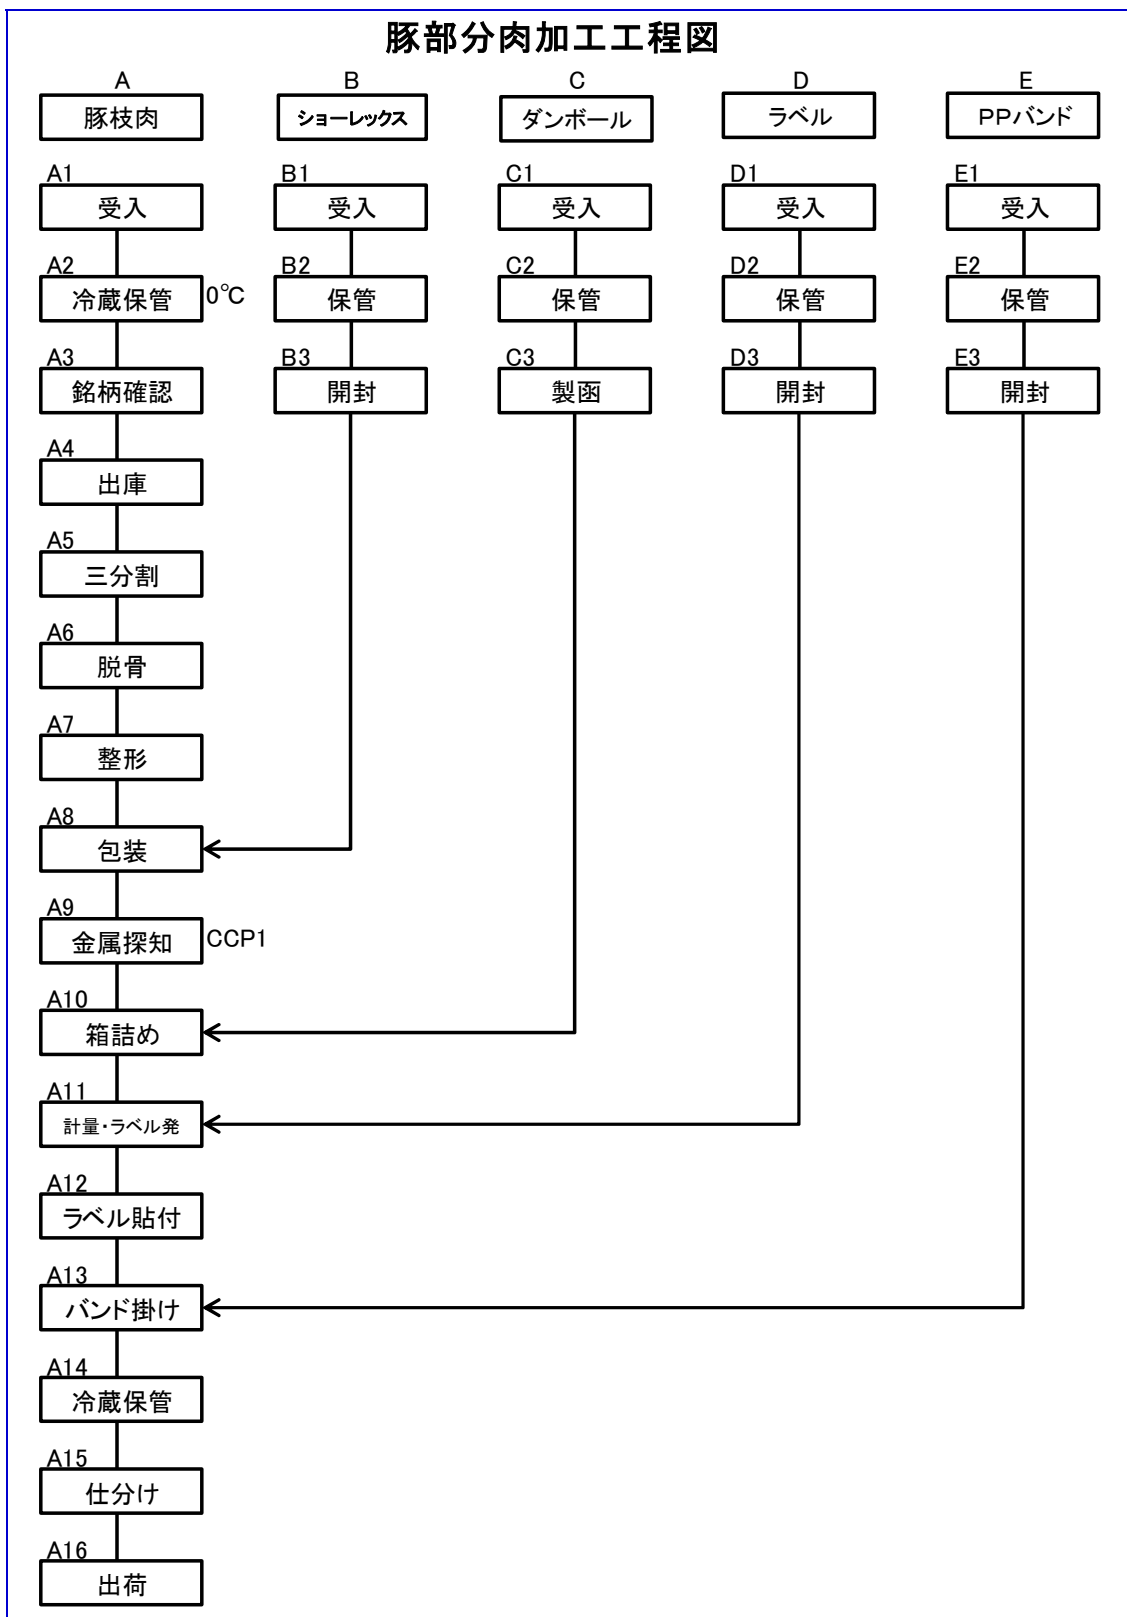 豚部分肉加工工程図
A B C D E
豚枝肉 ショーレックス ダンボール ラベル PPバンド
A1 B1 C1 D1 E1
受入 受入 受入 受入 受入
A2 B2 C2 D2 E2
冷蔵保管 0℃ 保管 保管 保管 保管
A3 B3 C3 D3 E3
銘柄確認 開封 製函 開封 開封
A4
出庫
A5
三分割
A6
脱骨
A7
整形
A8
包装
A9
金属探知 CCP1
A10
箱詰め
A11
計量・ラベル発
A12
ラベル貼付
A13
バンド掛け
A14
冷蔵保管
A15
仕分け
A16
出荷